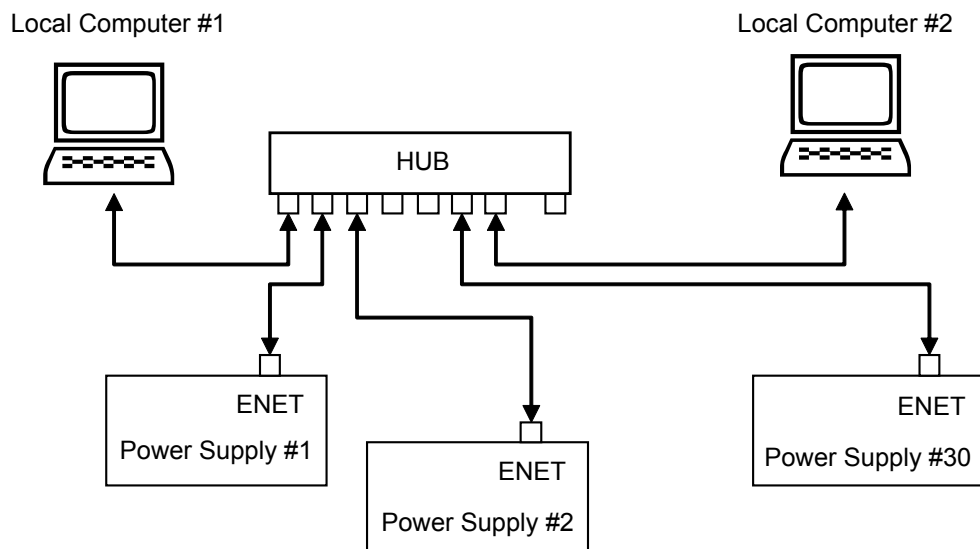 Local Computer #1
Local Computer #2
HUB
ENET
Power Supply #1
ENET
Power Supply #2
ENET
Power Supply #30